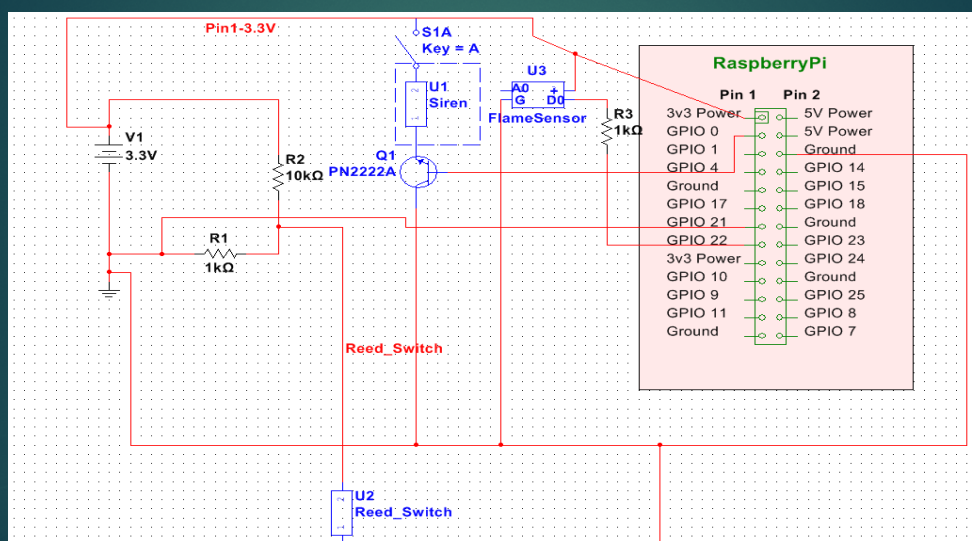 Pin1-3.3V
S1A
Key = A
U1
Siren
2
1
U3
A0 +
G D0
FlameSensor
R3
1kΩ
V1
3.3V
R2
10kΩ
Q1
PN2222A
R1
1kΩ
Reed_Switch
U2
Reed_Switch
2
1
RaspberryPi
Pin 1 Pin 2
3v3 Power 5V Power
GPIO 0 5V Power
GPIO 1 Ground
GPIO 4 GPIO 14
Ground GPIO 15
GPIO 17 GPIO 18
GPIO 21 Ground
GPIO 22 GPIO 23
3v3 Power GPIO 24
GPIO 10 Ground
GPIO 9 GPIO 25
GPIO 11 GPIO 8
Ground GPIO 7